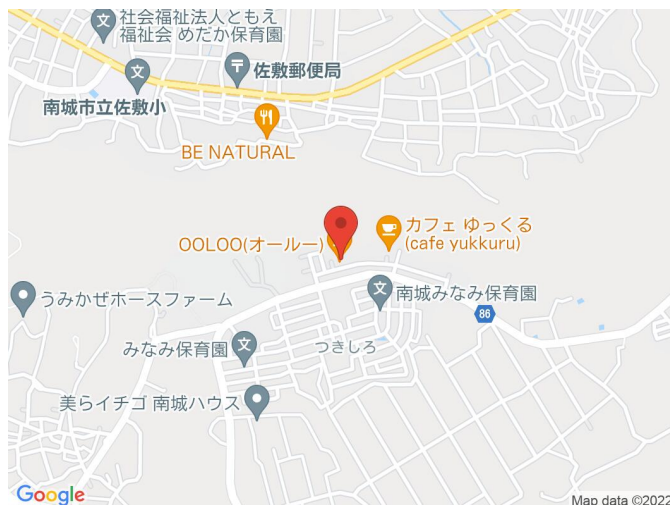 社会福祉法人ともえ
福祉会 めだか保育園
佐敷郵便局
南城市立佐敷小
BE NATURAL
OOLOO(オールー)
カフェ ゆっくる
(cafe yukkuru)
うみかぜホースファーム
南城みなみ保育園
86
みなみ保育園
つきしろ
美らイチゴ 南城ハウス
Google
Map data ©2022